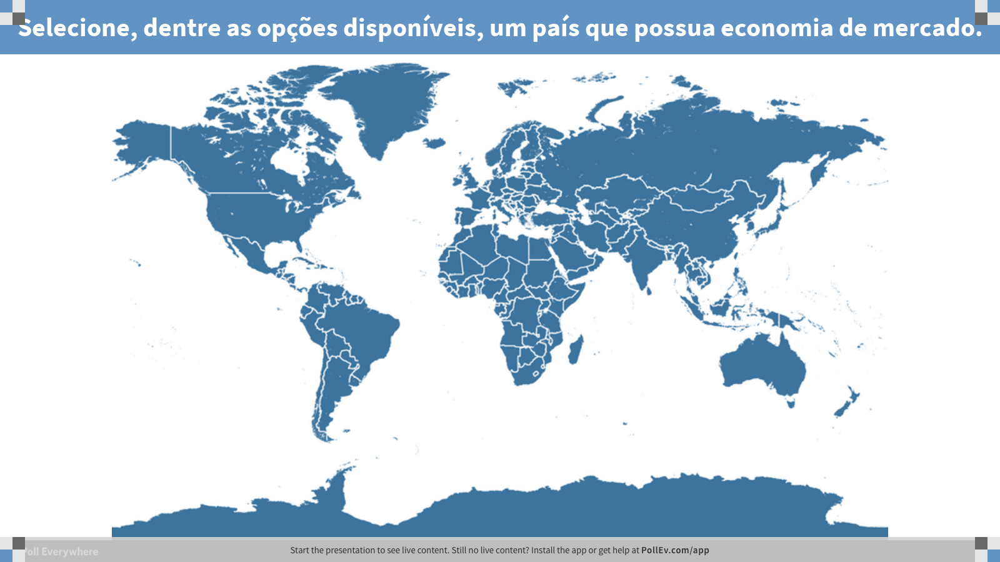 Selecione, dentre as opções disponíveis, um país que possua economia de mercado.
Poll Everywhere
Start the presentation to see live content. Still no live content? Install the app or get help at PollEv.com/app